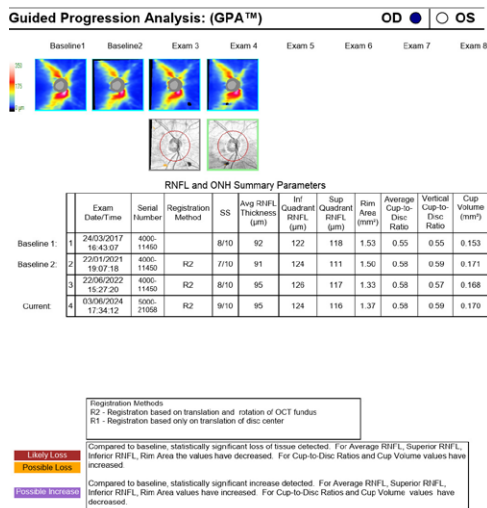 Guided Progression Analysis: (GPA™) OD OS
Baseline1 Baseline2 Exam 3 Exam 4 Exam 5 Exam 6 Exam 7 Exam 8
RNFL and ONH Summary Parameters
Exam Date/Time Serial Number Registration Method SS Avg RNFL Thickness (µm) Inf Quadrant RNFL (µm) Sup Quadrant RNFL (µm) Rim Area (mm²) Average Cup-to-Disc Ratio Vertical Cup-to-Disc Ratio Cup Volume (mm³)
Baseline 1: 1 24/03/2017 16:43:07 4000-11460 8/10 92 122 118 1.53 0.55 0.55 0.153
Baseline 2: 2 22/01/2021 19:07:18 4000-11450 R2 7/10 91 124 111 1.50 0.58 0.59 0.171
3 22/06/2022 15:27:20 4000-11450 R2 8/10 95 126 117 1.33 0.58 0.57 0.168
Current: 4 03/06/2024 17:34:12 5000-21058 R2 9/10 95 124 116 1.37 0.58 0.59 0.170
Registration Methods
R2 - Registration based on translation and rotation of OCT fundus
R1 - Registration based only on translation of disc center
Likely Loss
Possible Loss
Compared to baseline, statistically significant loss of tissue detected. For Average RNFL, Superior RNFL,
Inferior RNFL, Rim Area the values have decreased. For Cup-to-Disc Ratios and Cup Volume values have
increased.
Possible Increase
Compared to baseline, statistically significant increase detected. For Average RNFL, Superior RNFL,
Inferior RNFL, Rim Area values have increased. For Cup-to-Disc Ratios and Cup Volume values have
decreased.